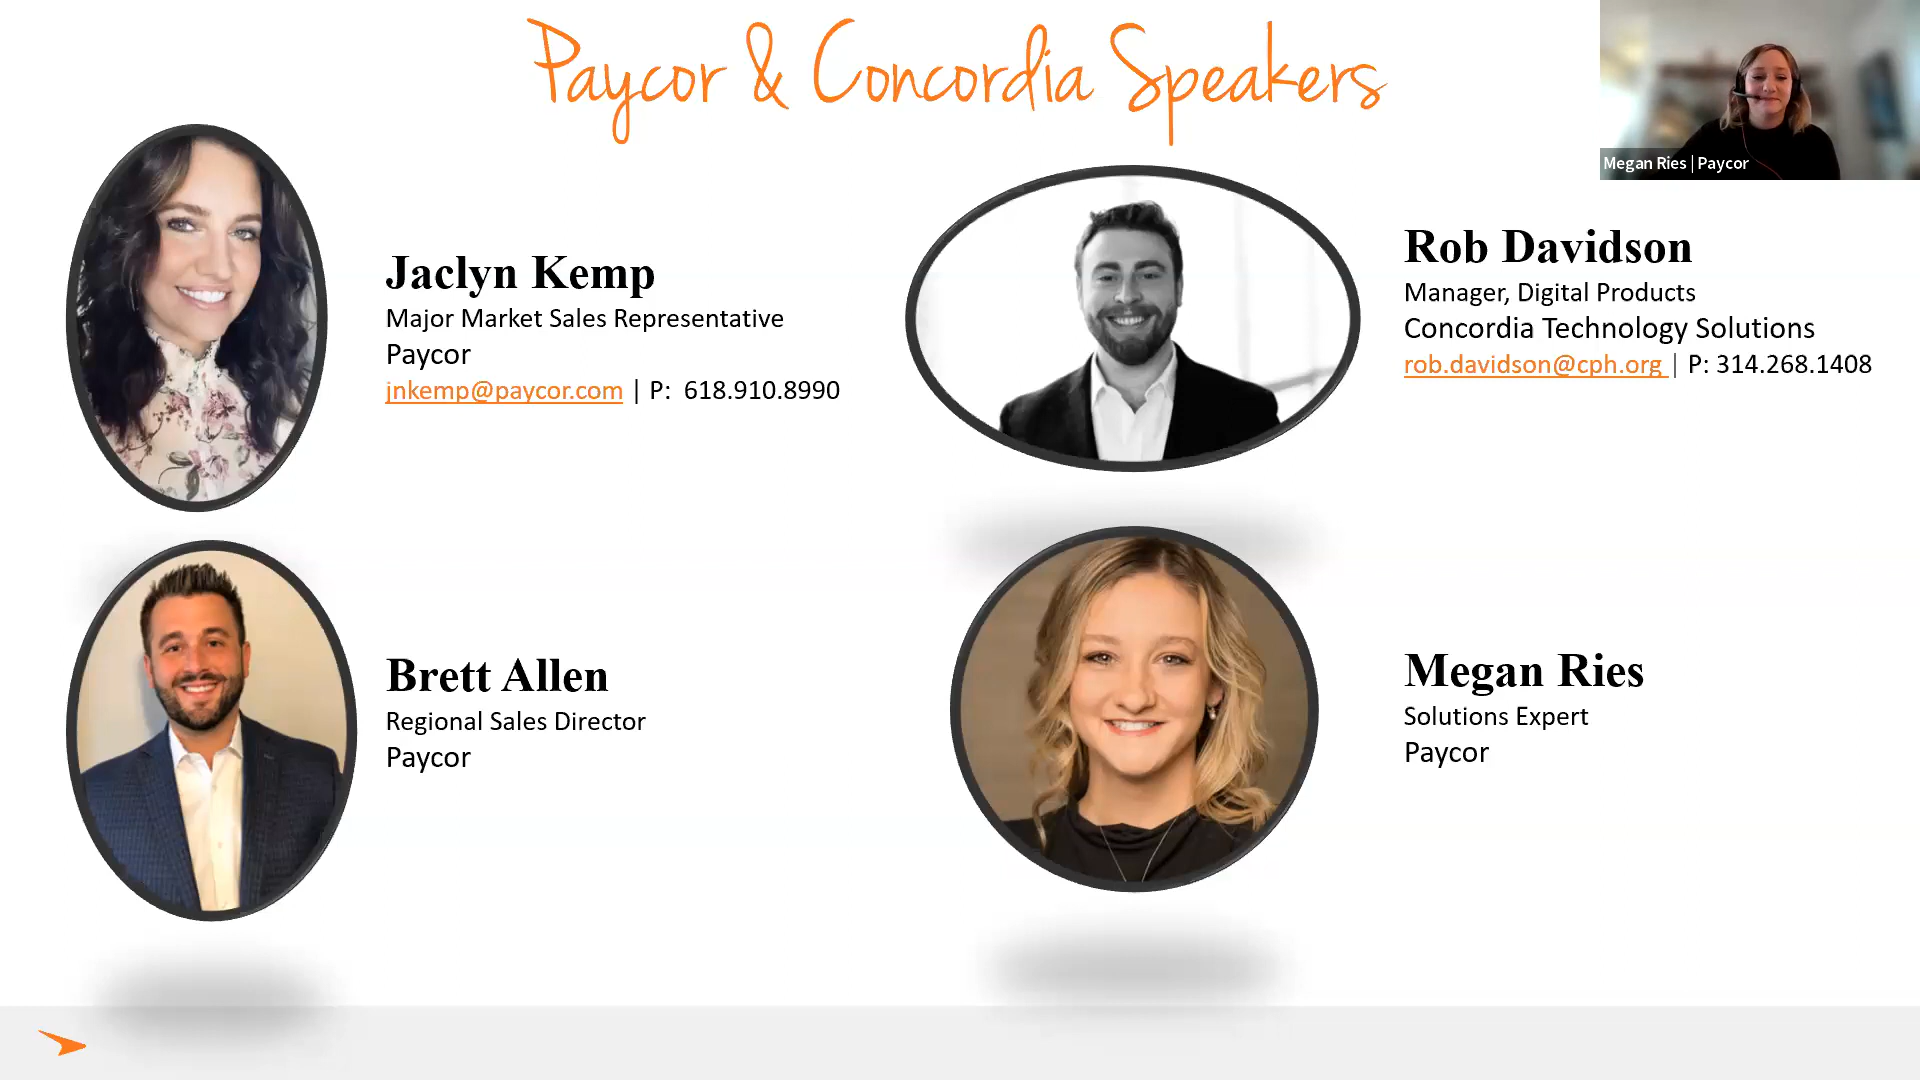 Paycor & Concordia Speakers
Megan Ries | Paycor
Jaclyn Kemp
Major Market Sales Representative
Paycor
jnkemp@paycor.com | P: 618.910.8990
Rob Davidson
Manager, Digital Products
Concordia Technology Solutions
rob.davidson@cph.org | P: 314.268.1408
Brett Allen
Regional Sales Director
Paycor
Megan Ries
Solutions Expert
Paycor